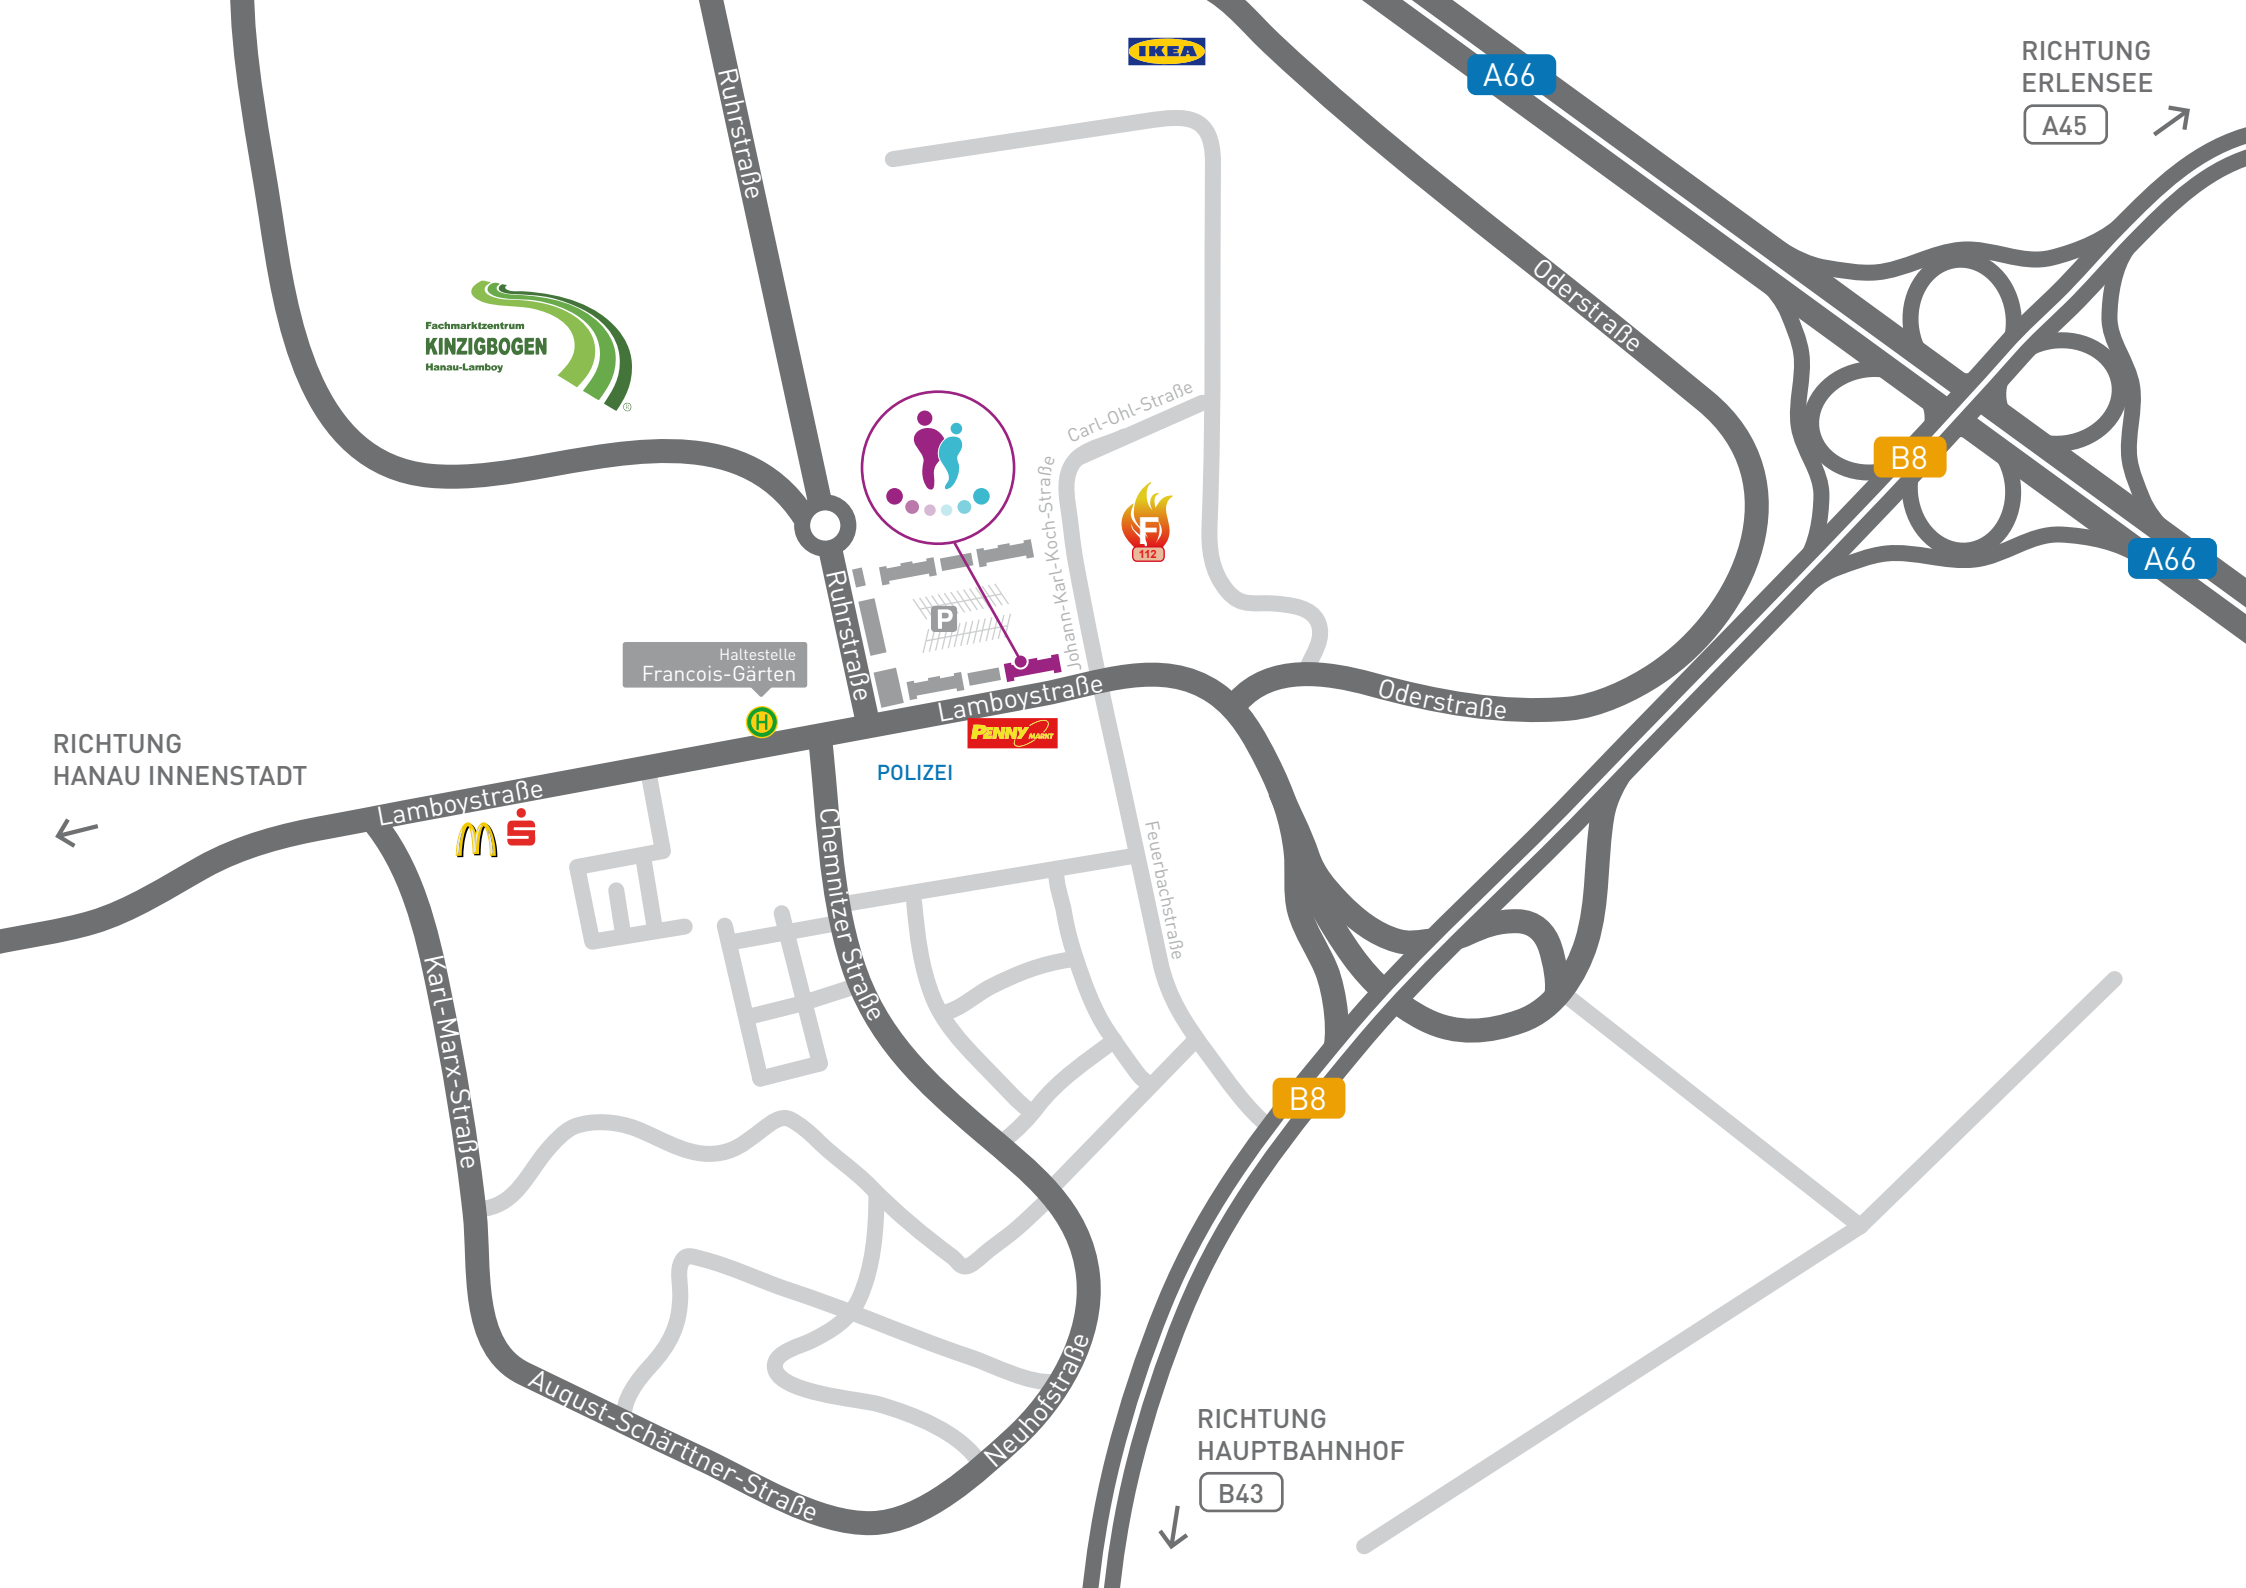 IKEA
A66
RICHTUNG
ERLENSEE
A45
Ruhrstraße
Oderstraße
Fachmarktzentrum
KINZIGBOGEN
Hanau-Lamboy
®
Carl-Ohl-Straße
Johann-Karl-Koch-Straße
B8
F
112
A66
P
Ruhrstraße
Haltestelle
Francois-Gärten
H
Lamboystraße
Oderstraße
PENNY MARKT
POLIZEI
RICHTUNG
HANAU INNENSTADT
Lamboystraße
M
S
Chemnitzer Straße
Feuerbachstraße
Karl-Marx-Straße
B8
August-Schärttner-Straße
Neuhofstraße
RICHTUNG
HAUPTBAHNHOF
B43